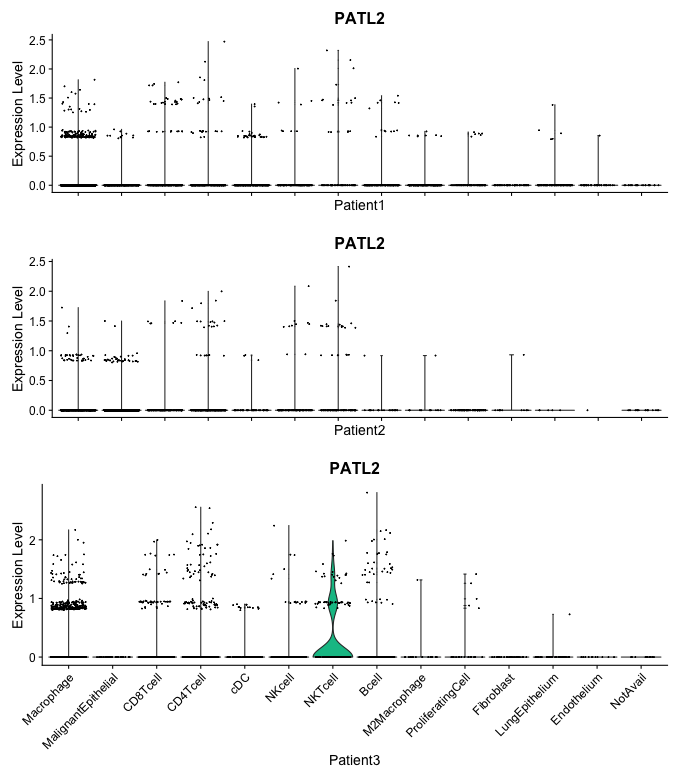 PATL2
Expression Level
2.5
2.0
1.5
1.0
0.5
0.0
Patient1
PATL2
Expression Level
2.5
2.0
1.5
1.0
0.5
0.0
Patient2
PATL2
Expression Level
2
1
0
Macrophage
MalignantEpithelial
CD8Tcell
CD4Tcell
cDC
NKcell
NKTcell
Bcell
M2Macrophage
ProliferatingCell
Fibroblast
LungEpithelium
Endothelium
NotAvail
Patient3